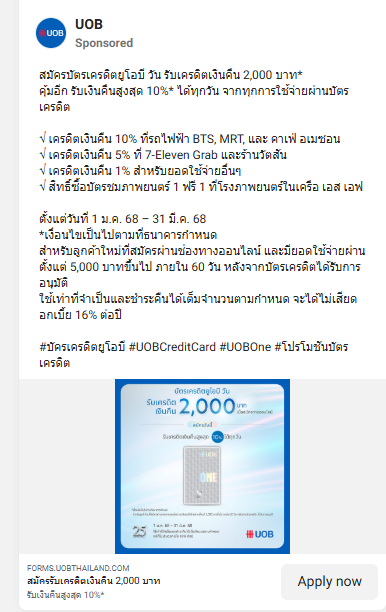 UOB
UOB
Sponsored
สมัครบัตรเครดิตยูโอบี วัน รับเครดิตเงินคืน 2,000 บาท*
คุ้มอีก รับเงินคืนสูงสุด 10%* ได้ทุกวัน จากทุกการใช้จ่ายผ่านบัตร
เครดิต
√ เครดิตเงินคืน 10% ที่รถไฟฟ้า BTS, MRT, และ คาเฟ่ อเมซอน
√ เครดิตเงินคืน 5% ที่ 7-Eleven Grab และร้านวัตสัน
√ เครดิตเงินคืน 1% สำหรับยอดใช้จ่ายอื่นๆ
√ สิทธิ์ซื้อบัตรชมภาพยนตร์ 1 ฟรี 1 ที่โรงภาพยนตร์ในเครือ เอส เอฟ
ตั้งแต่วันที่ 1 ม.ค. 68 – 31 มี.ค. 68
*เงื่อนไขเป็นไปตามที่ธนาคารกำหนด
สำหรับลูกค้าใหม่ที่สมัครผ่านช่องทางออนไลน์ และมียอดใช้จ่ายผ่าน
ตั้งแต่ 5,000 บาทขึ้นไป ภายใน 60 วัน หลังจากบัตรเครดิตได้รับการ
อนุมัติ
ใช้เท่าที่จำเป็นและชำระคืนได้เต็มจำนวนตามกำหนด จะได้ไม่เสียด
อกเบี้ย 16% ต่อปี
#บัครเครดิตยูโอบี #UOBCreditCard #UOBOne #โปรโมชันบัตร
เครดิต
บัตรเครดิตยูโอบี วัน
รับเครดิต
เงินคืน 2,000 บาท
รับเงินคืนสูงสุด 10% ได้ทุกวัน
ONE
25
1 ม.ค. 68 – 31 มี.ค. 68
UOB
FORMS.UOBTHAILAND.COM
สมัครรับเครดิตเงินคืน 2,000 บาท
รับเงินคืนสูงสุด 10%*
Apply now